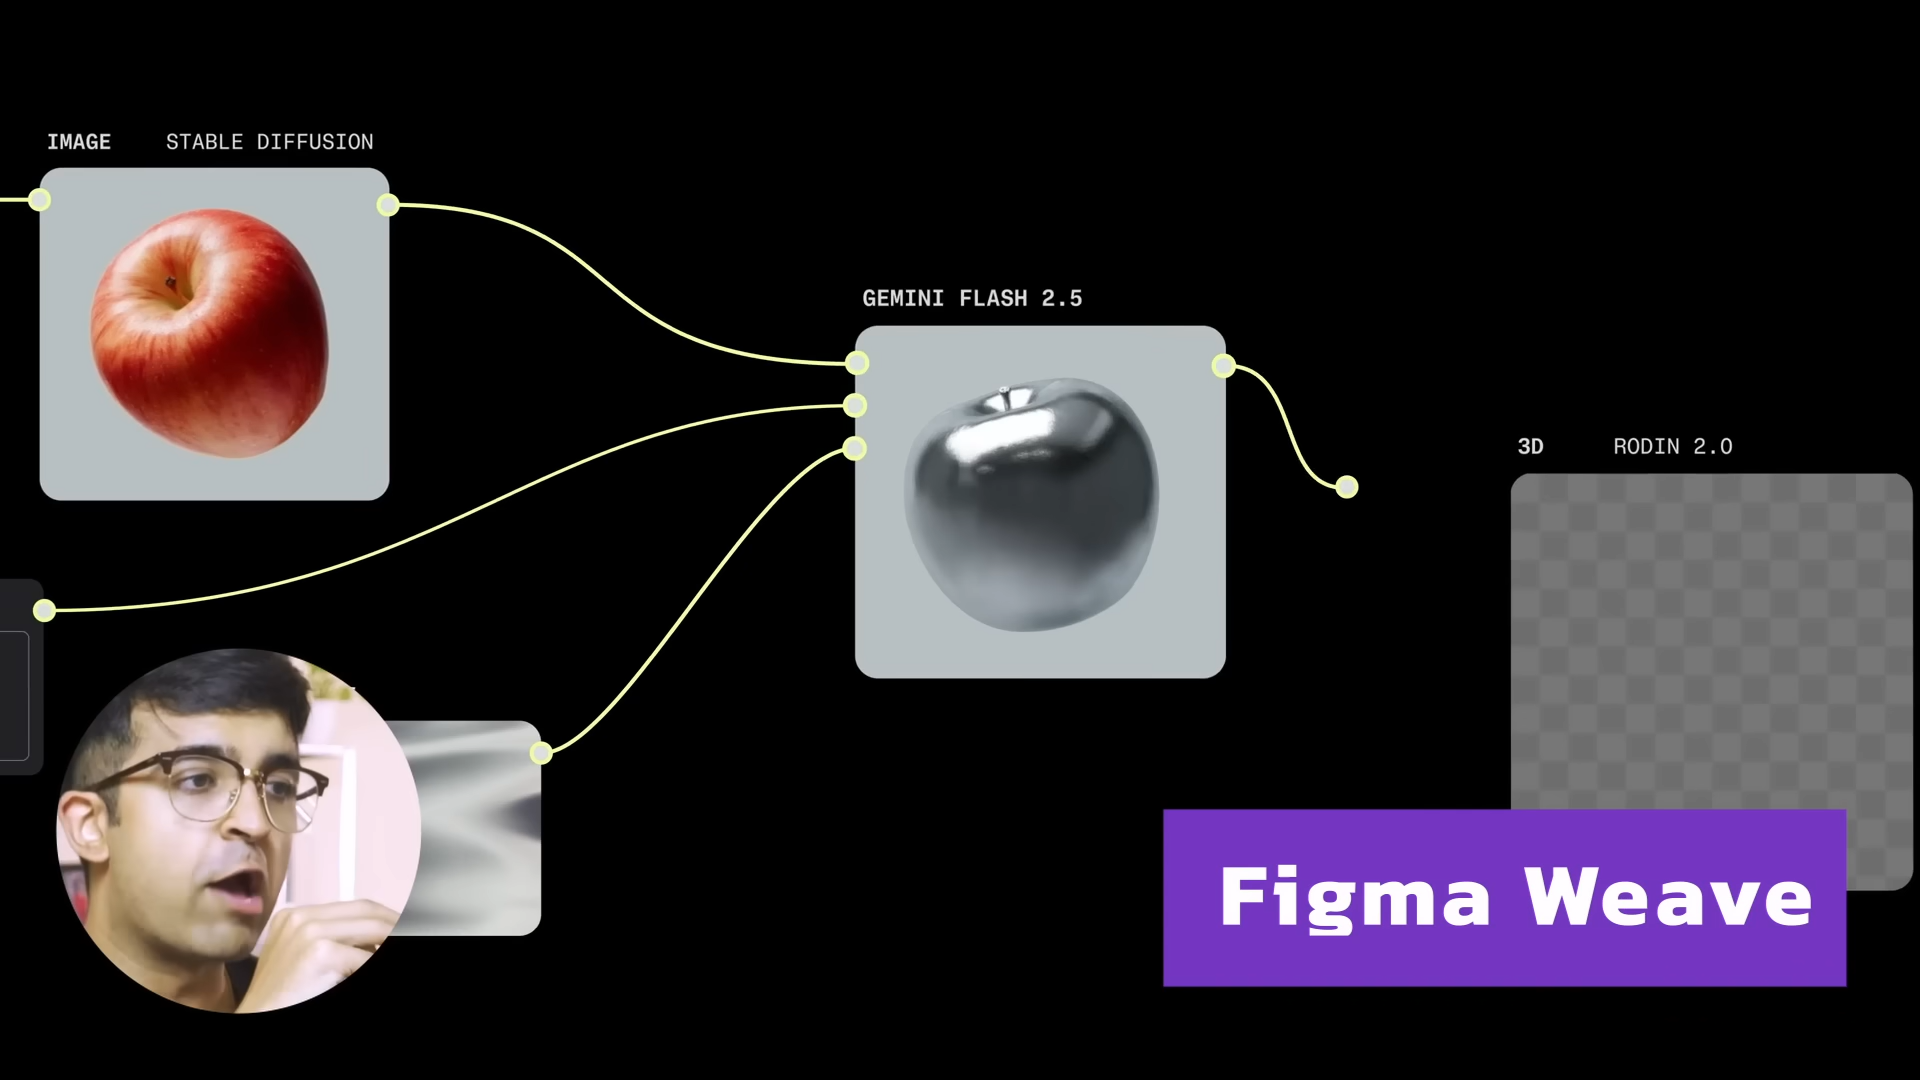 IMAGE STABLE DIFFUSION
GEMINI FLASH 2.5
3D RODIN 2.0
Figma Weave